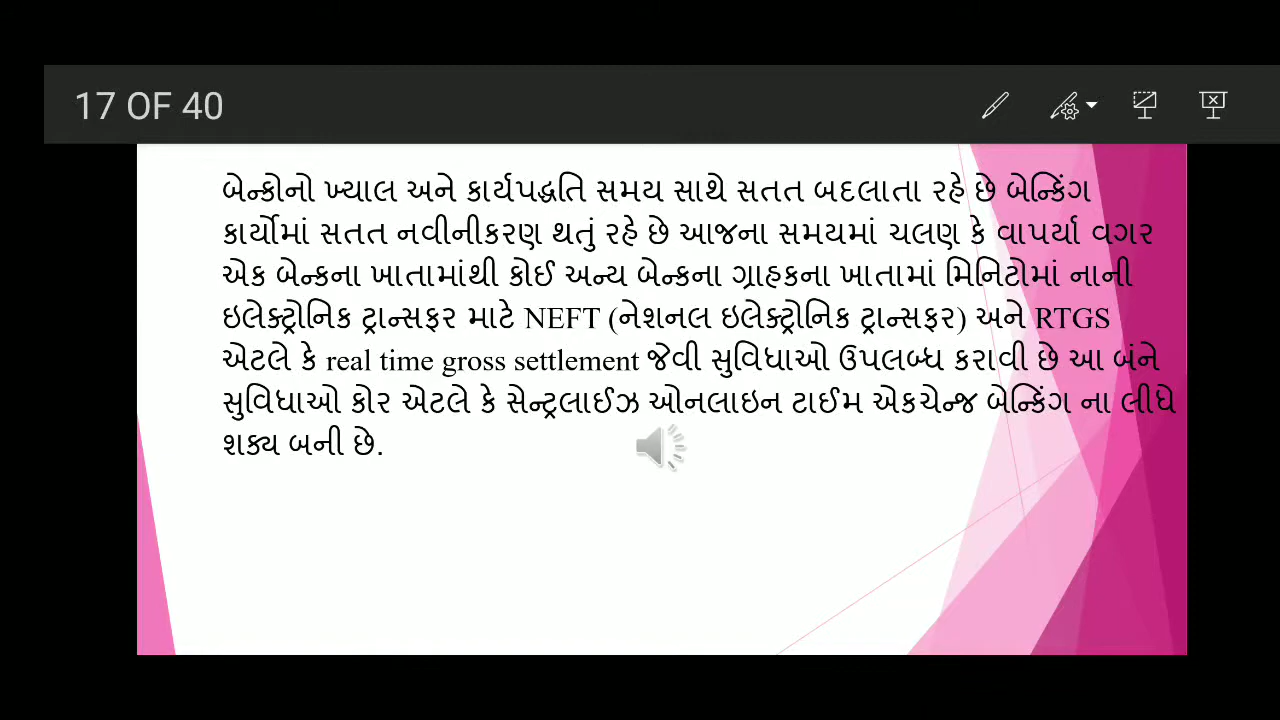 17 OF 40
બેન્કોનો ખ્યાલ અને કાર્યપદ્ધતિ સમય સાથે સતત બદલાતા રહે છે બેન્કિંગ
કાર્યોમાં સતત નવીનીકરણ થતું રહે છે આજના સમયમાં ચલણ કે વાપર્યા વગર
એક બેન્કના ખાતામાંથી કોઈ અન્ય બેન્કના ગ્રાહકના ખાતામાં મિનિટોમાં નાની
ઇલેક્ટ્રોનિક ટ્રાન્સફર માટે NEFT (નેશનલ ઇલેક્ટ્રોનિક ટ્રાન્સફર) અને RTGS
એટલે કે real time gross settlement જેવી સુવિધાઓ ઉપલબ્ધ કરાવી છે આ બંને
સુવિધાઓ કોર એટલે કે સેન્ટ્રલાઈઝ ઓનલાઇન ટાઈમ એકચેન્જ બેન્કિંગ ના લીધે
શક્ય બની છે.